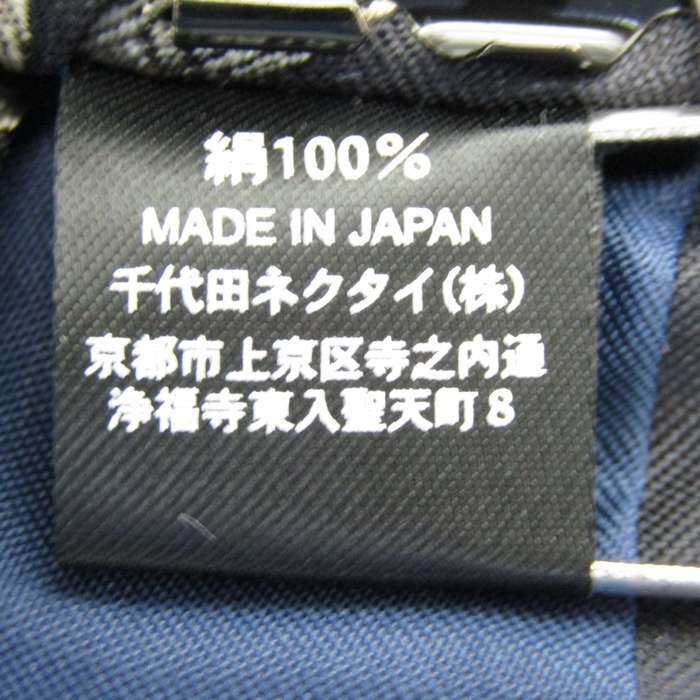 絹100%
MADE IN JAPAN
千代田ネクタイ(株)
京都市上京区寺之内通
浄福寺東入聖天町8